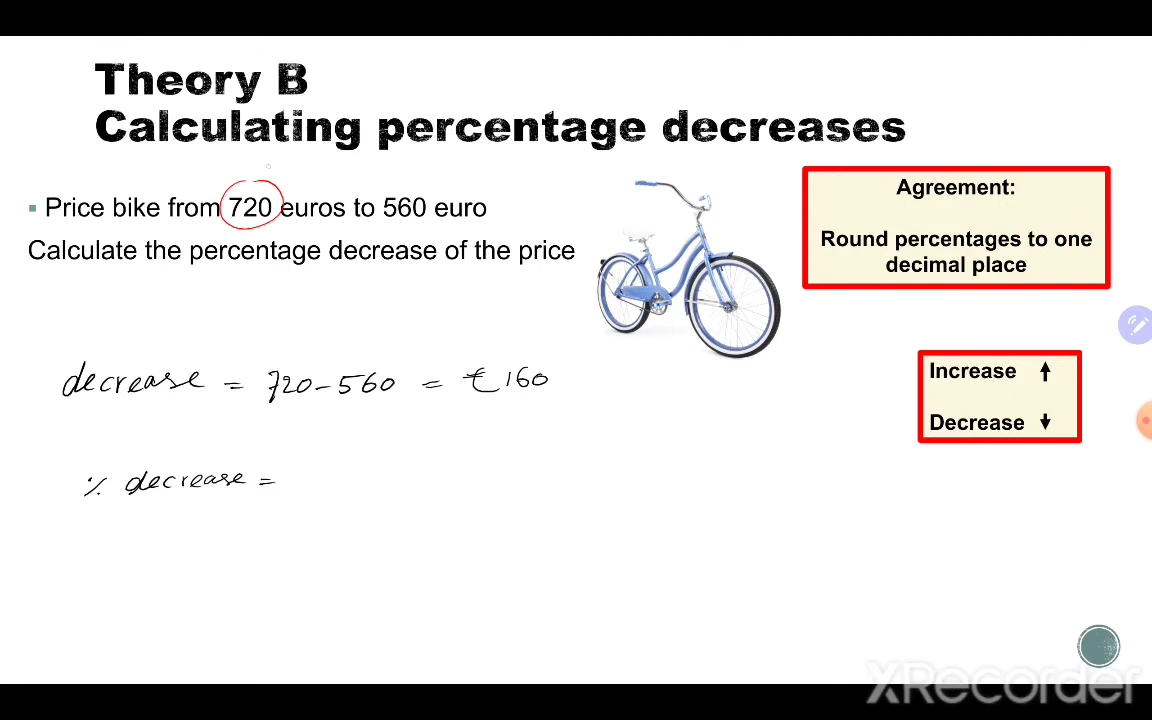 Theory B
Calculating percentage decreases
▪ Price bike from 720 euros to 560 euro
Calculate the percentage decrease of the price
Agreement:
Round percentages to one
decimal place
Increase ↑
Decrease ↓
decrease = 720 - 560 = € 160
% decrease =
XRecorder